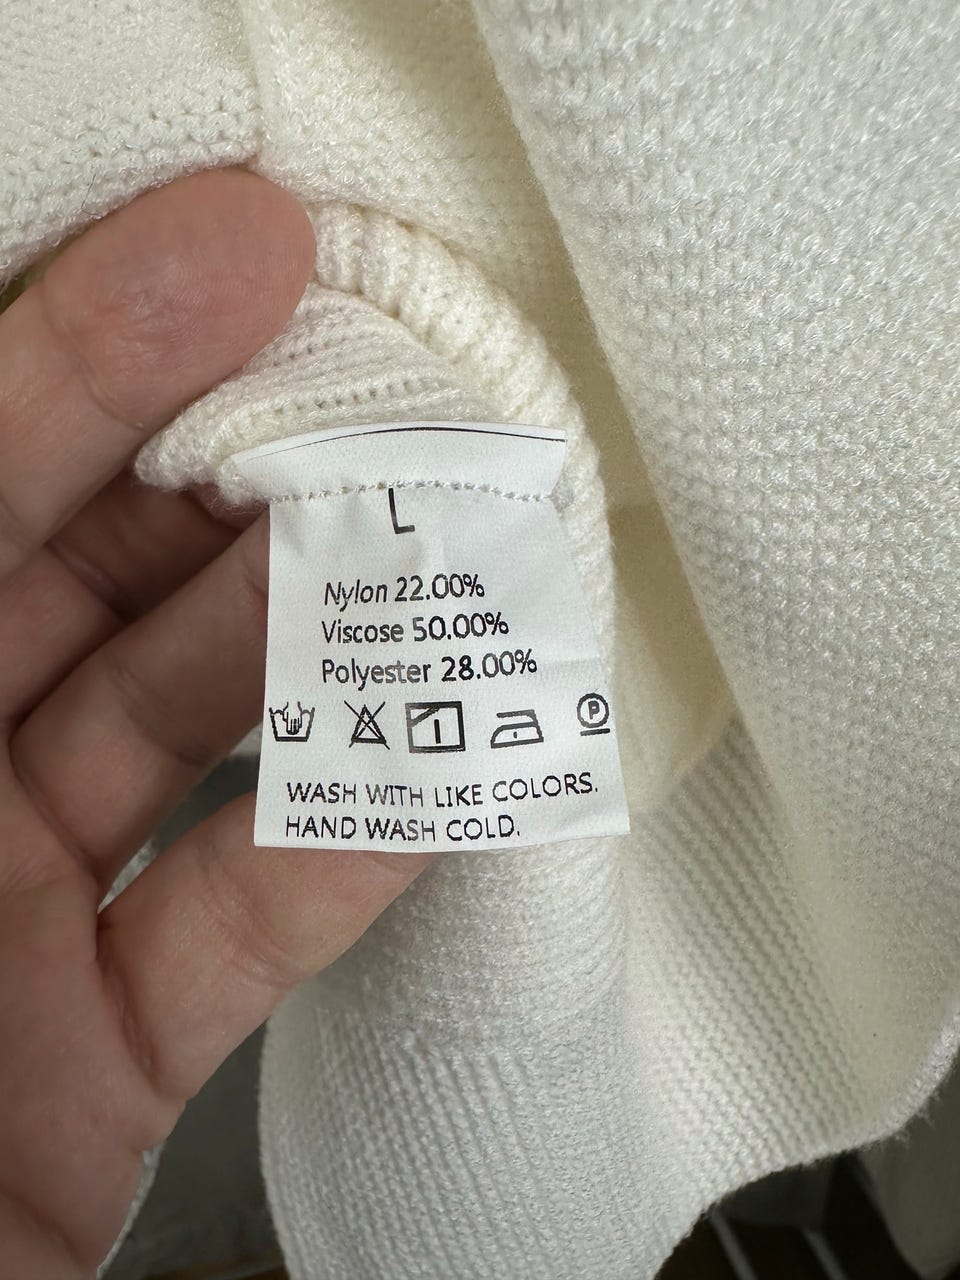 L
Nylon 22.00%
Viscose 50.00%
Polyester 28.00%
P
WASH WITH LIKE COLORS.
HAND WASH COLD.